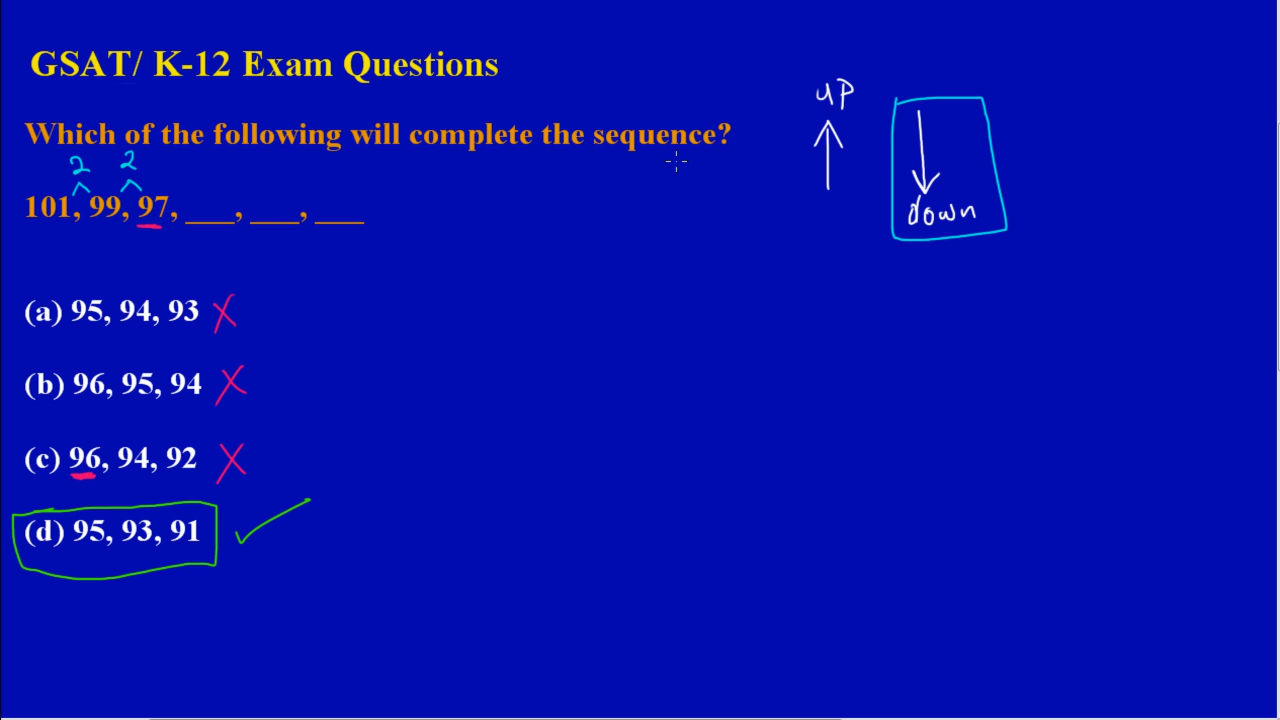 GSAT/ K-12 Exam Questions
up
Which of the following will complete the sequence?
2 2
101, 99, 97, ___, ___, ___
down
(a) 95, 94, 93
(b) 96, 95, 94
(c) 96, 94, 92
(d) 95, 93, 91